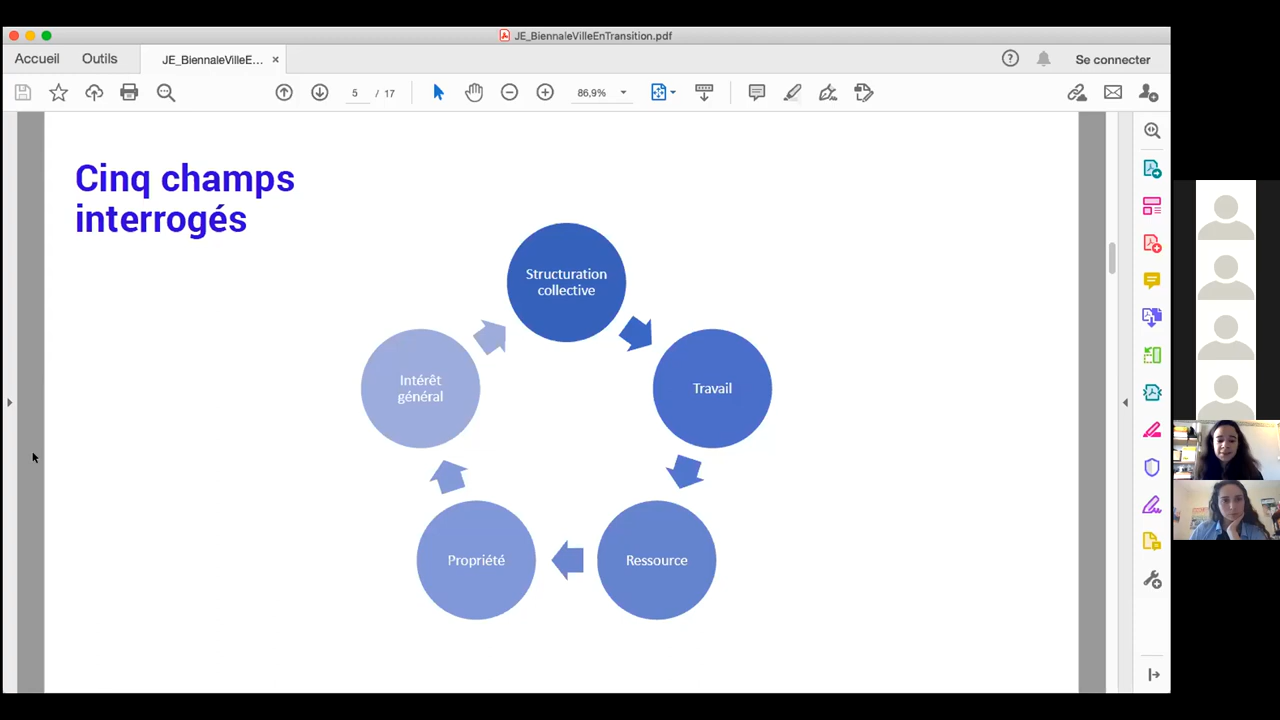 JE_BiennaleVilleEnTransition.pdf
Accueil
Outils
JE_BiennaleVilleE...
Se connecter
5 / 17
86,9%
Cinq champs
interrogés
Structuration
collective
Travail
Ressource
Propriété
Intérêt
général